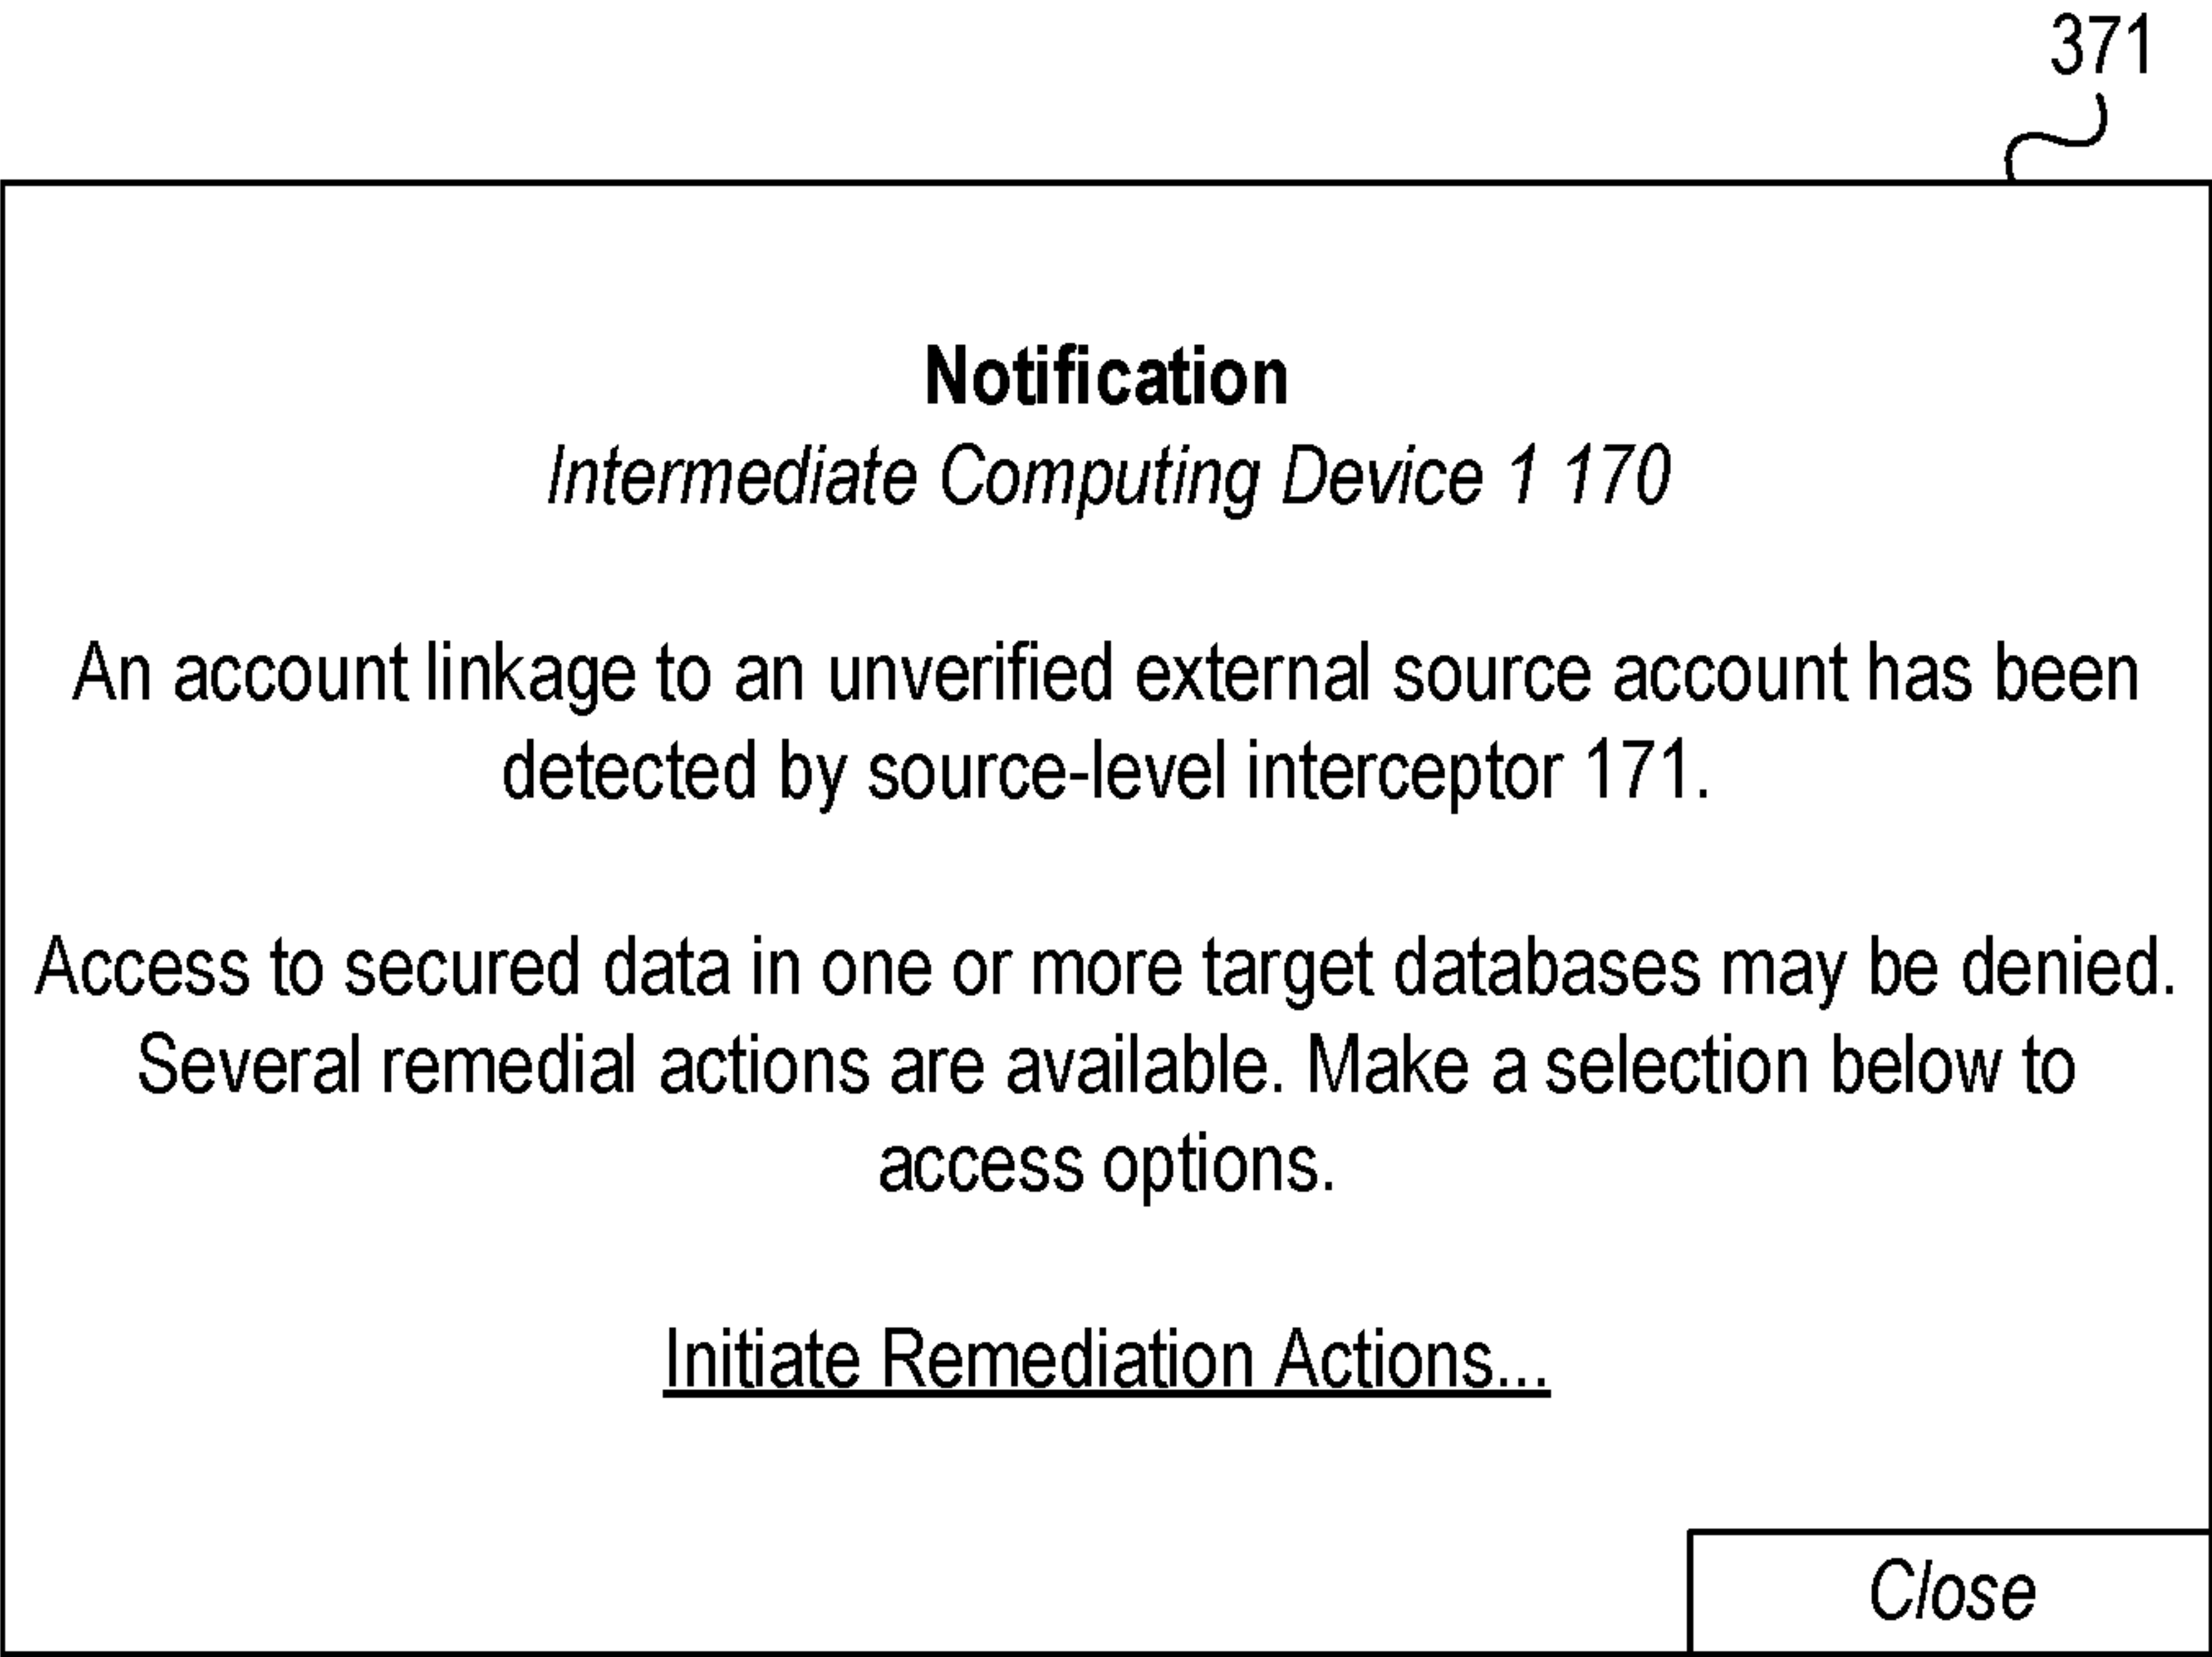 371
Notification
Intermediate Computing Device 1 170
An account linkage to an unverified external source account has been
detected by source-level interceptor 171.
Access to secured data in one or more target databases may be denied.
Several remedial actions are available. Make a selection below to
access options.
Initiate Remediation Actions...
Close